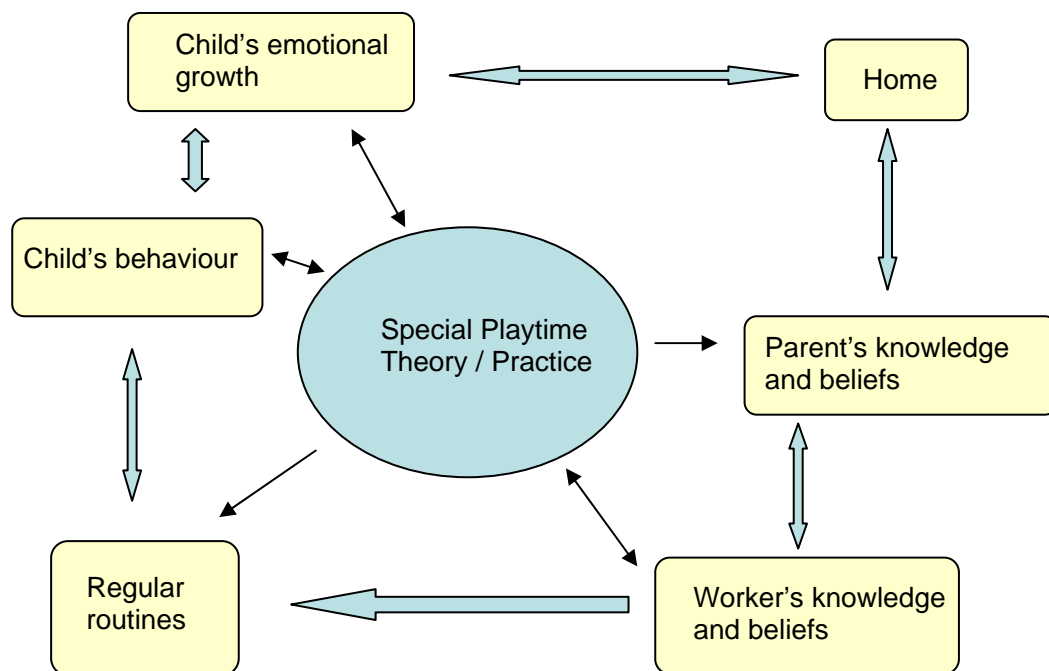 Child’s emotional
growth
Home
Child’s behaviour
Special Playtime
Theory / Practice
Parent’s knowledge
and beliefs
Regular
routines
Worker’s knowledge
and beliefs